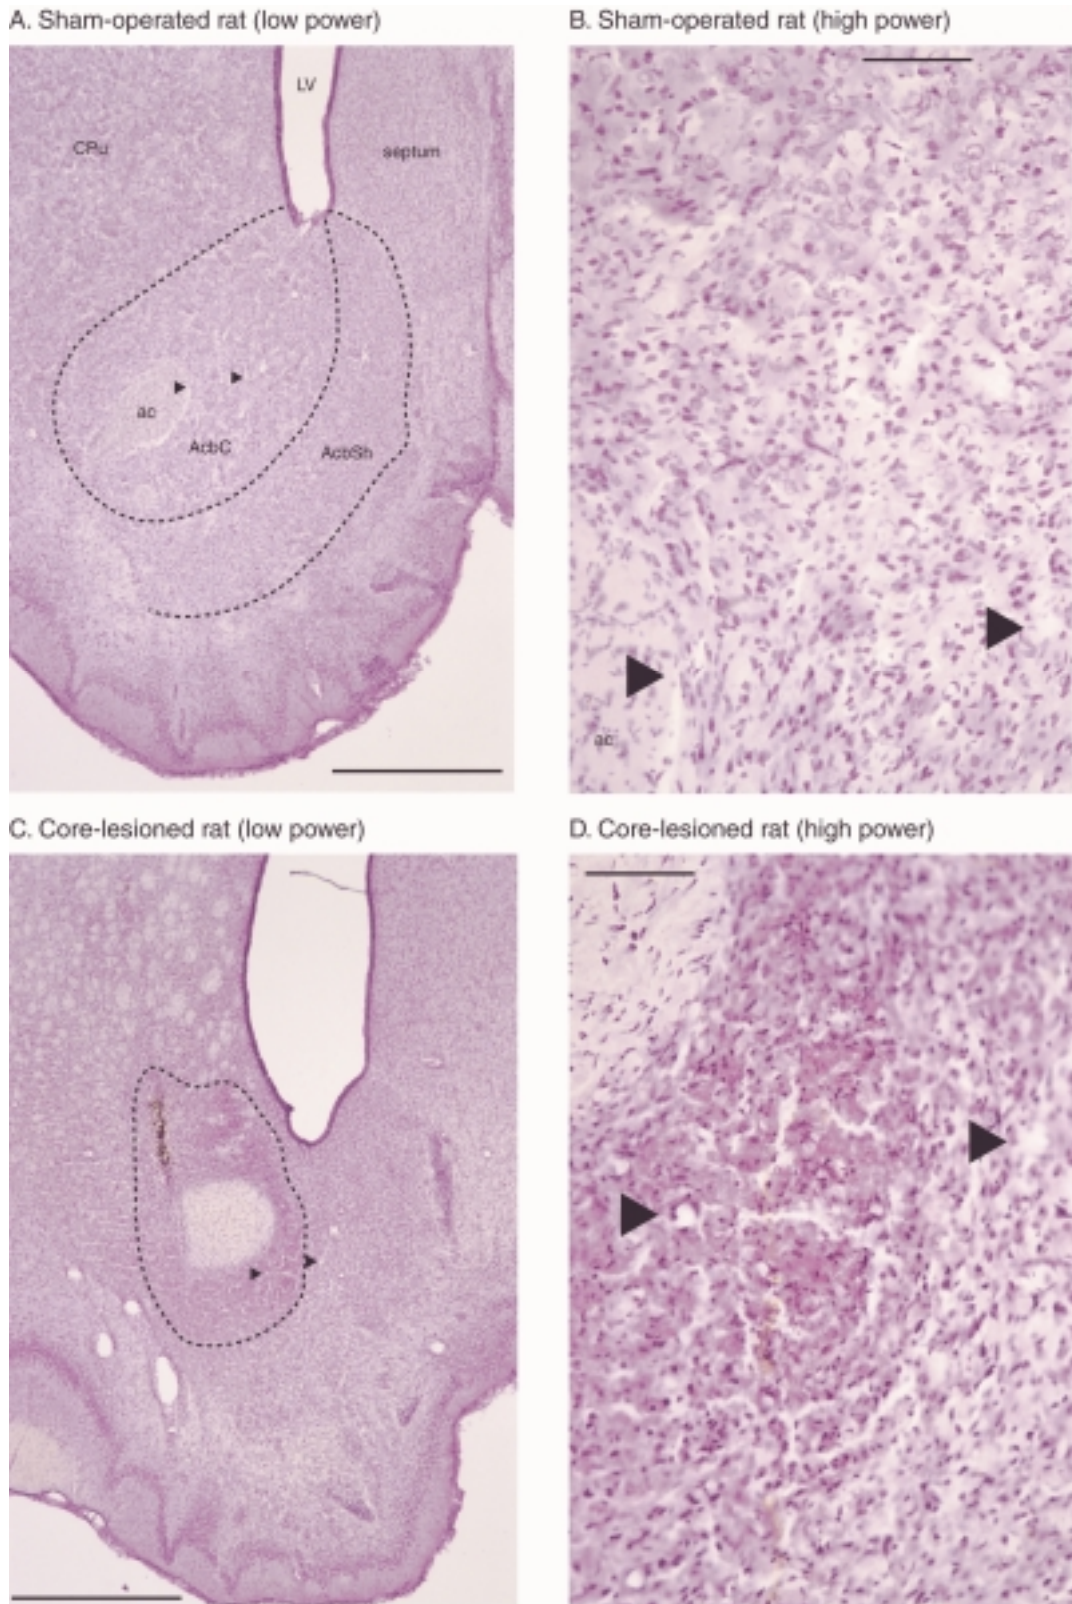 A. Sham-operated rat (low power)
B. Sham-operated rat (high power)
LV
CPu
septum
ac
AcbC
AcbSh
ac
C. Core-lesioned rat (low power)
D. Core-lesioned rat (high power)